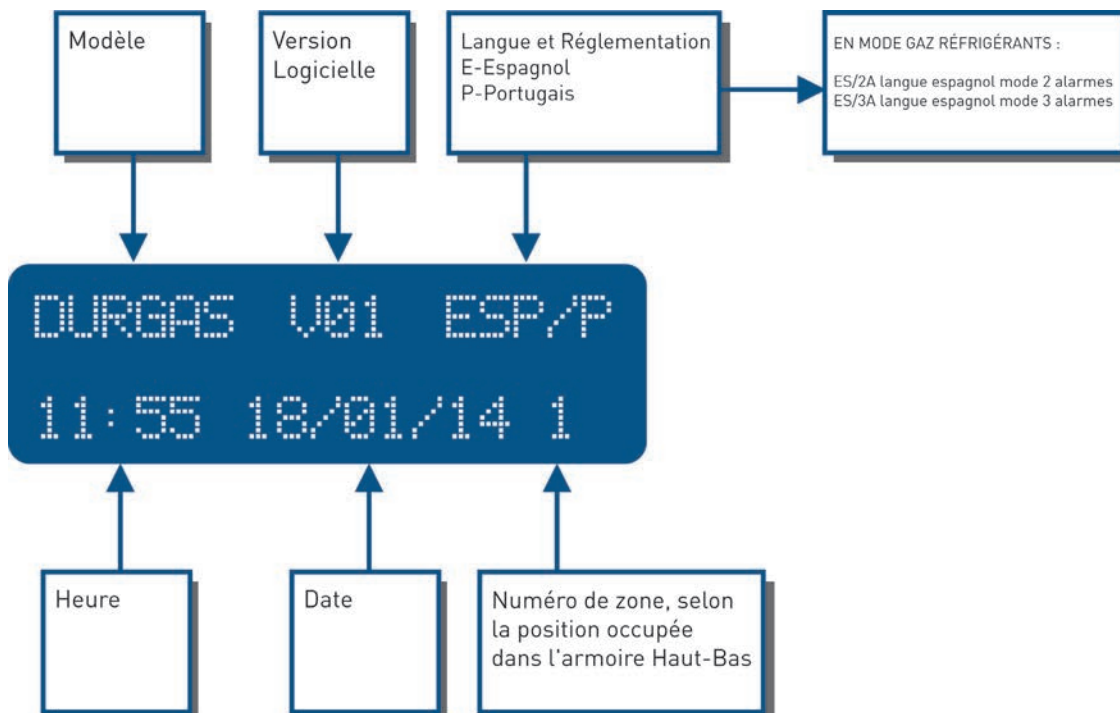 Modèle
Version
Logicielle
Langue et Réglementation
E-Espagnol
P-Portugais
EN MODE GAZ RÉFRIGÉRANTS :
ES/2A langue espagnol mode 2 alarmes
ES/3A langue espagnol mode 3 alarmes
DURGAS V01 ESP/P
11:55 18/01/14 1
Heure
Date
Numéro de zone, selon
la position occupée
dans l'armoire Haut-Bas